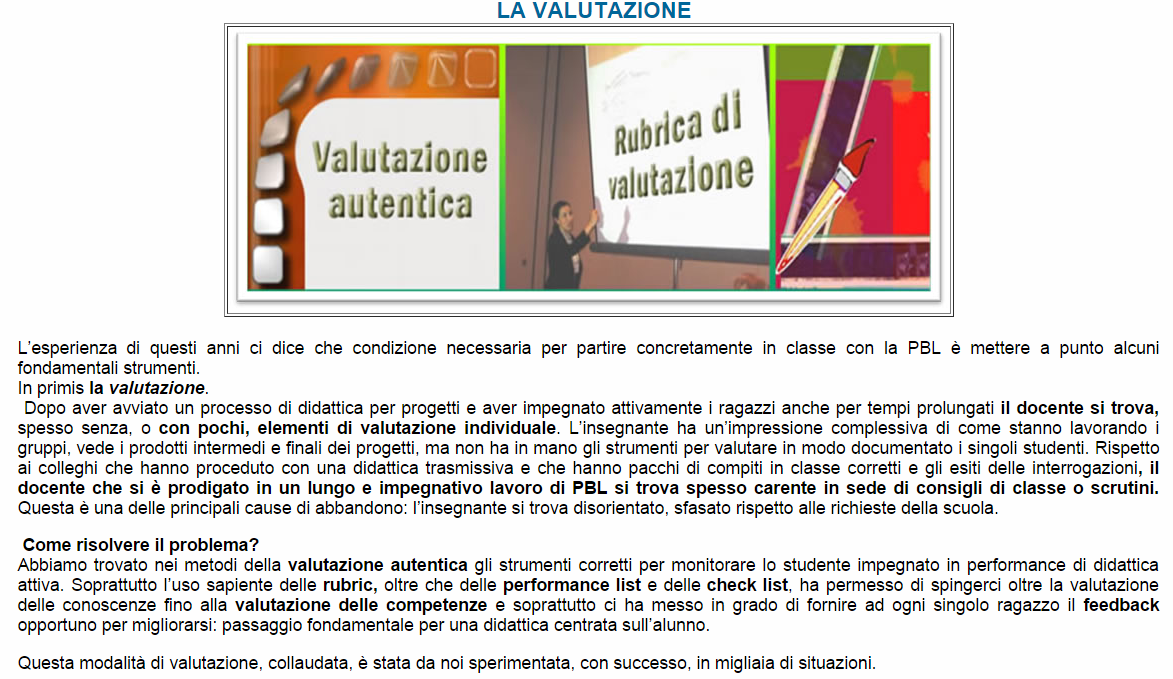 LA VALUTAZIONE
Valutazione
autentica
Rubrica di
valutazione
L'esperienza di questi anni ci dice che condizione necessaria per partire concretamente in classe con la PBL è mettere a punto alcuni
fondamentali strumenti.
In primis la valutazione.
Dopo aver avviato un processo di didattica per progetti e aver impegnato attivamente i ragazzi anche per tempi prolungati il docente si trova,
spesso senza, o con pochi, elementi di valutazione individuale. L'insegnante ha un'impressione complessiva di come stanno lavorando i
gruppi, vede i prodotti intermedi e finali dei progetti, ma non ha in mano gli strumenti per valutare in modo documentato i singoli studenti. Rispetto
ai colleghi che hanno proceduto con una didattica trasmissiva e che hanno pacchi di compiti in classe corretti e gli esiti delle interrogazioni, il
docente che si è prodigato in un lungo e impegnativo lavoro di PBL si trova spesso carente in sede di consigli di classe o scrutini.
Questa è una delle principali cause di abbandono: l'insegnante si trova disorientato, sfasato rispetto alle richieste della scuola.
Come risolvere il problema?
Abbiamo trovato nei metodi della valutazione autentica gli strumenti corretti per monitorare lo studente impegnato in performance di didattica
attiva. Soprattutto l'uso sapiente delle rubric, oltre che delle performance list e delle check list, ha permesso di spingerci oltre la valutazione
delle conoscenze fino alla valutazione delle competenze e soprattutto ci ha messo in grado di fornire ad ogni singolo ragazzo il feedback
opportuno per migliorarsi: passaggio fondamentale per una didattica centrata sull'alunno.
Questa modalità di valutazione, collaudata, è stata da noi sperimentata, con successo, in migliaia di situazioni.